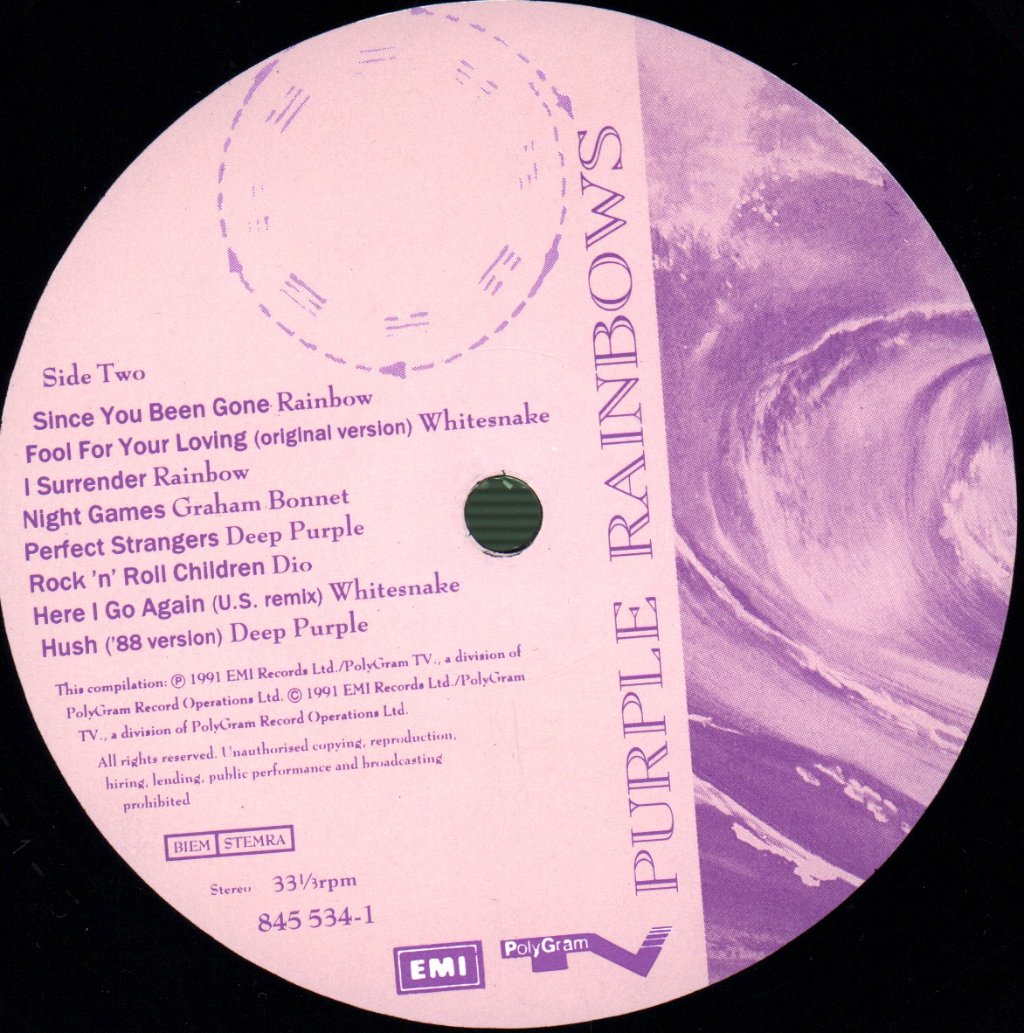 PURPLE RAINBOWS
Side Two
Since You Been Gone Rainbow
Fool For Your Loving (original version) Whitesnake
I Surrender Rainbow
Night Games Graham Bonnet
Perfect Strangers Deep Purple
Rock 'n' Roll Children Dio
Here I Go Again (U.S. remix) Whitesnake
Hush ('88 version) Deep Purple
This compilation: ℗ 1991 EMI Records Ltd./PolyGram TV., a division of
PolyGram Record Operations Ltd. © 1991 EMI Records Ltd./PolyGram
TV., a division of PolyGram Record Operations Ltd.
All rights reserved. Unauthorised copying, reproduction,
hiring, lending, public performance and broadcasting
prohibited
BIEM STEMRA
Stereo 33⅓rpm
845 534-1
EMI PolyGram TV